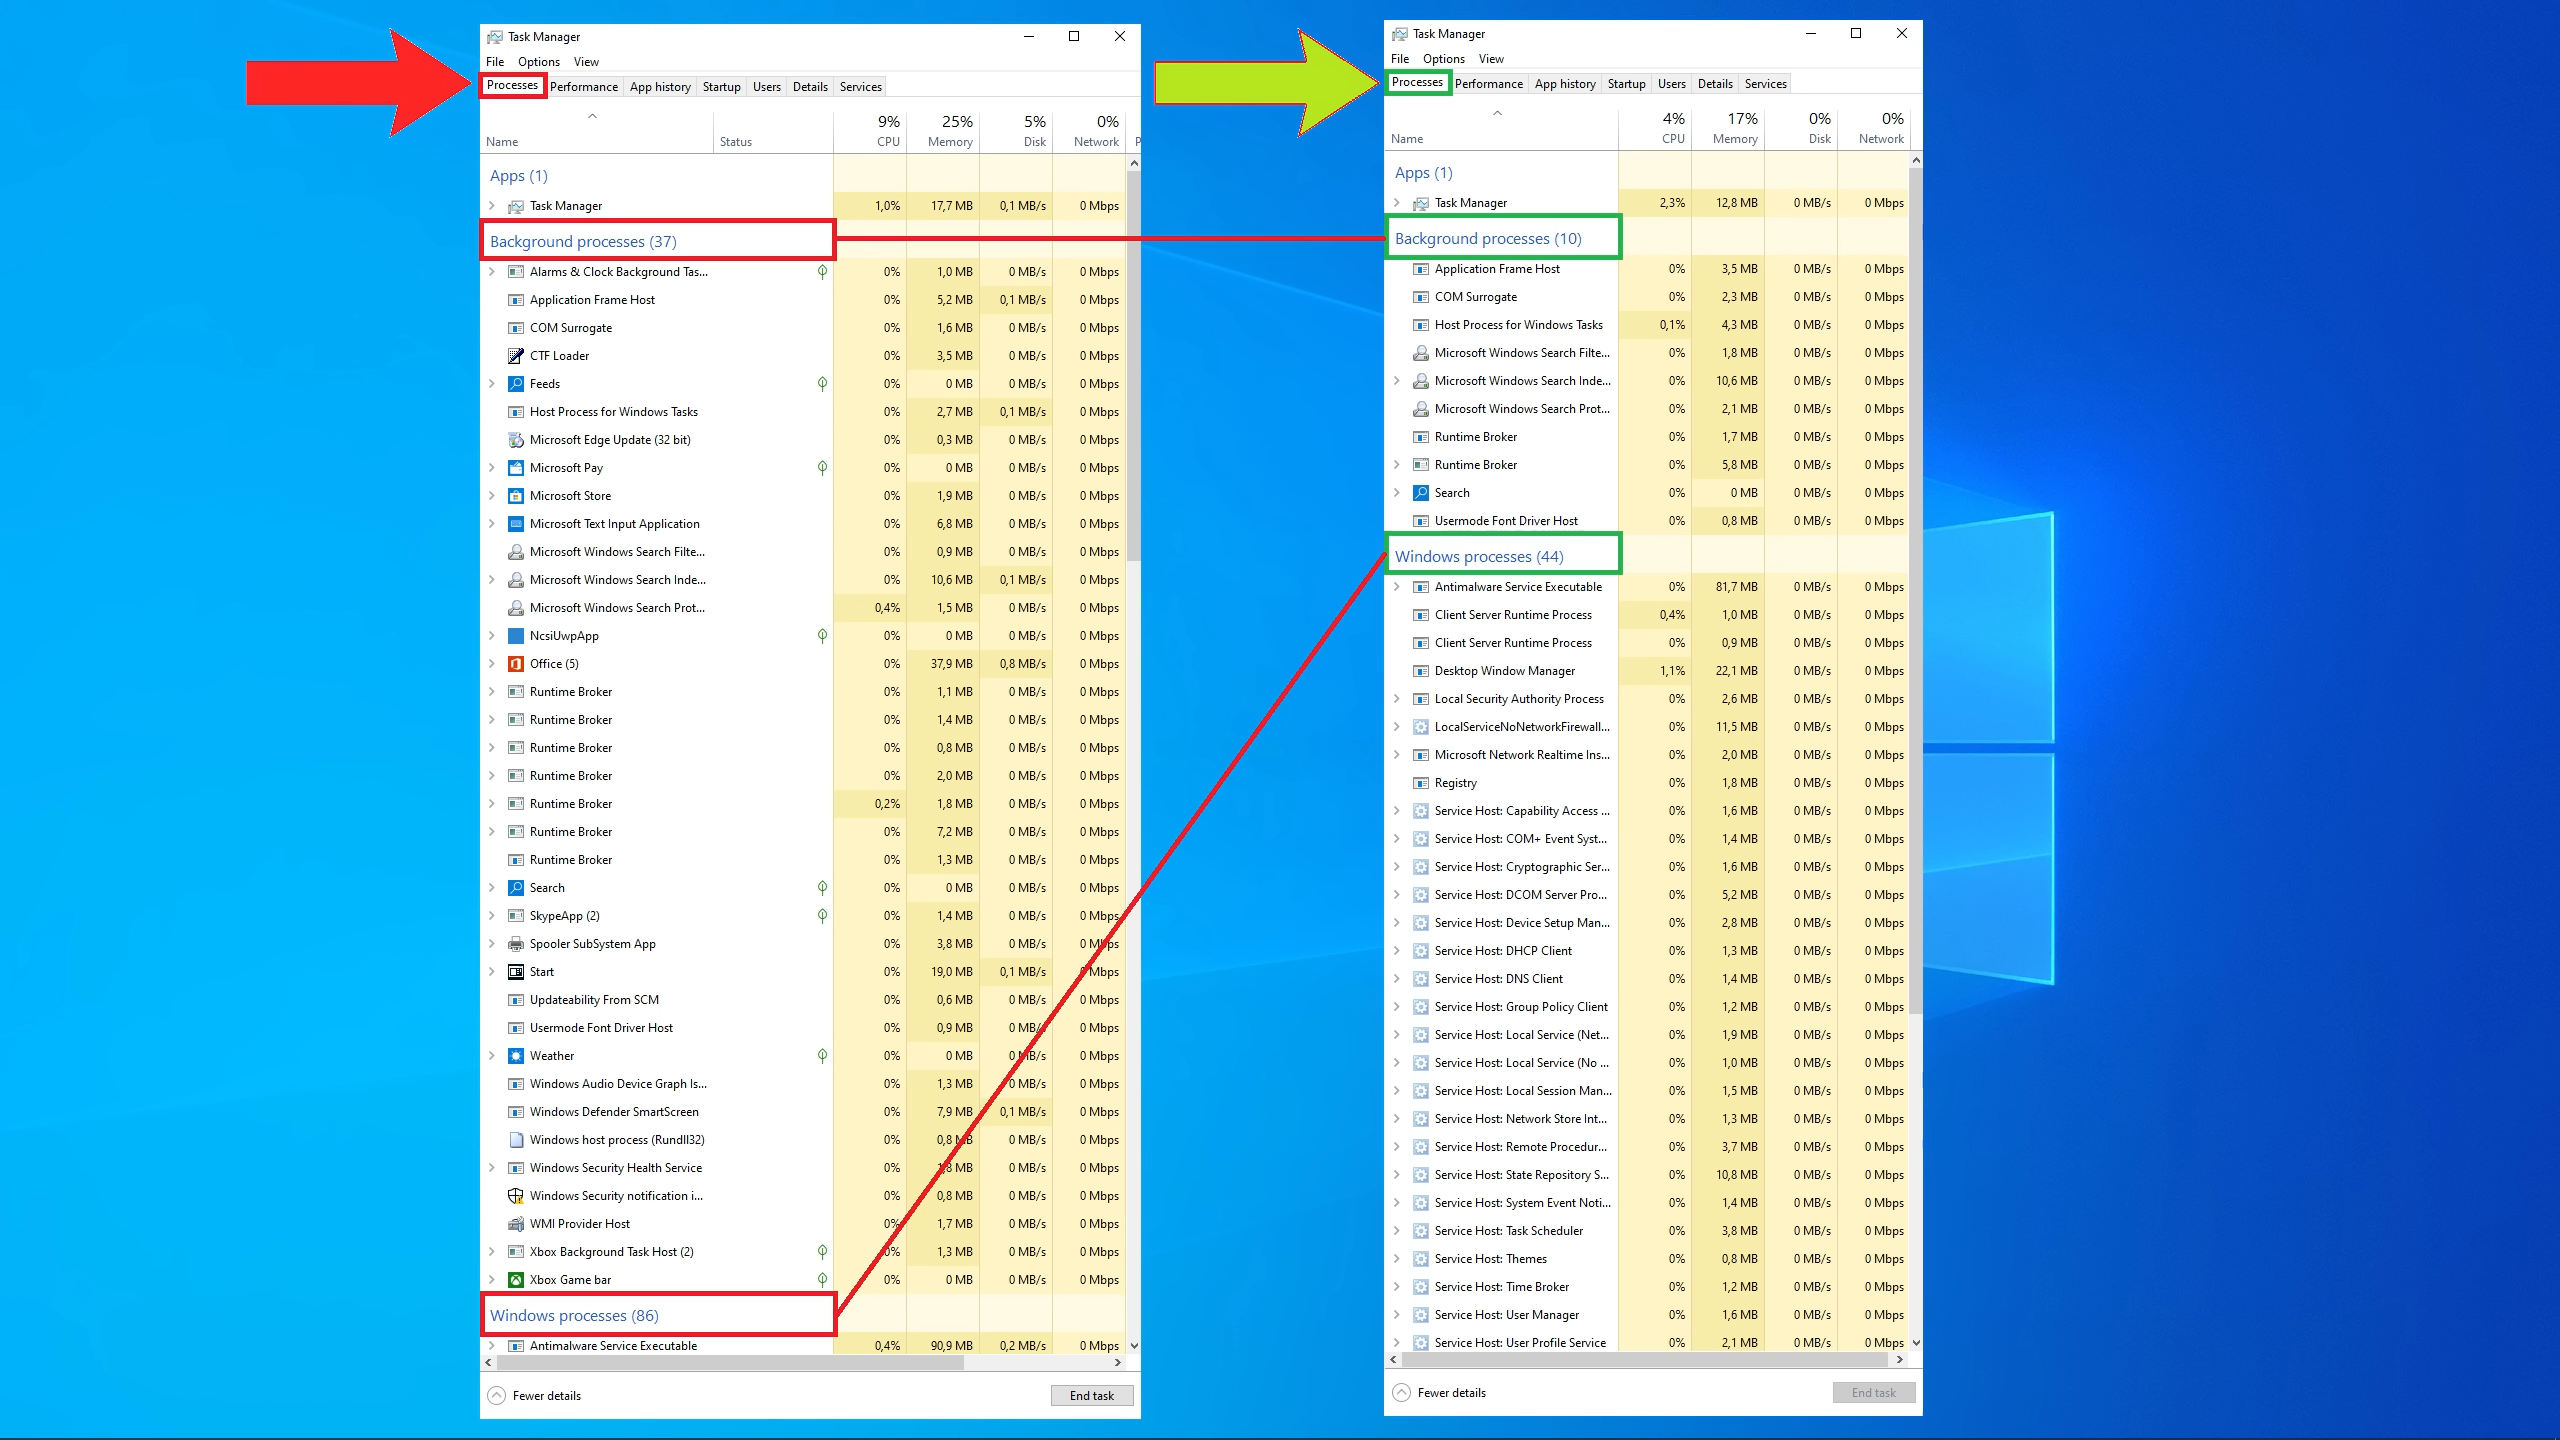 Task Manager
File Options View
Processes Performance App history Startup Users Details Services
9% 25% 5% 0%
Name Status CPU Memory Disk Network P
Apps (1)
Task Manager 1,0% 17,7 MB 0,1 MB/s 0 Mbps
Background processes (37)
Alarms & Clock Background Tas... 0% 1,0 MB 0 MB/s 0 Mbps
Application Frame Host 0% 5,2 MB 0,1 MB/s 0 Mbps
COM Surrogate 0% 1,6 MB 0 MB/s 0 Mbps
CTF Loader 0% 3,5 MB 0 MB/s 0 Mbps
Feeds 0% 0 MB 0 MB/s 0 Mbps
Host Process for Windows Tasks 0% 2,7 MB 0,1 MB/s 0 Mbps
Microsoft Edge Update (32 bit) 0% 0,3 MB 0 MB/s 0 Mbps
Microsoft Pay 0% 0 MB 0 MB/s 0 Mbps
Microsoft Store 0% 1,9 MB 0 MB/s 0 Mbps
Microsoft Text Input Application 0% 6,8 MB 0 MB/s 0 Mbps
Microsoft Windows Search Filte... 0% 0,9 MB 0 MB/s 0 Mbps
Microsoft Windows Search Inde... 0% 10,6 MB 0,1 MB/s 0 Mbps
Microsoft Windows Search Prot... 0,4% 1,5 MB 0 MB/s 0 Mbps
NcsiUwpApp 0% 0 MB 0 MB/s 0 Mbps
Office (5) 0% 37,9 MB 0,8 MB/s 0 Mbps
Runtime Broker 0% 1,1 MB 0 MB/s 0 Mbps
Runtime Broker 0% 1,4 MB 0 MB/s 0 Mbps
Runtime Broker 0% 0,8 MB 0 MB/s 0 Mbps
Runtime Broker 0% 2,0 MB 0 MB/s 0 Mbps
Runtime Broker 0,2% 1,8 MB 0 MB/s 0 Mbps
Runtime Broker 0% 7,2 MB 0 MB/s 0 Mbps
Runtime Broker 0% 1,3 MB 0 MB/s 0 Mbps
Search 0% 0 MB 0 MB/s 0 Mbps
SkypeApp (2) 0% 1,4 MB 0 MB/s 0 Mbps
Spooler SubSystem App 0% 3,8 MB 0 MB/s 0 Mbps
Start 0% 19,0 MB 0,1 MB/s 0 Mbps
Updateability From SCM 0% 0,6 MB 0 MB/s 0 Mbps
Usermode Font Driver Host 0% 0,9 MB 0 MB/s 0 Mbps
Weather 0% 0 MB 0 MB/s 0 Mbps
Windows Audio Device Graph Is... 0% 1,3 MB 0 MB/s 0 Mbps
Windows Defender SmartScreen 0% 7,9 MB 0,1 MB/s 0 Mbps
Windows host process (Rundll32) 0% 0,8 MB 0 MB/s 0 Mbps
Windows Security Health Service 0% 1,8 MB 0 MB/s 0 Mbps
Windows Security notification i... 0% 0,8 MB 0 MB/s 0 Mbps
WMI Provider Host 0% 1,7 MB 0 MB/s 0 Mbps
Xbox Background Task Host (2) 0% 1,3 MB 0 MB/s 0 Mbps
Xbox Game bar 0% 0 MB 0 MB/s 0 Mbps
Windows processes (86)
Antimalware Service Executable 0,4% 90,9 MB 0,2 MB/s 0 Mbps
Fewer details End task
Task Manager
File Options View
Processes Performance App history Startup Users Details Services
4% 17% 0% 0%
Name CPU Memory Disk Network
Apps (1)
Task Manager 2,3% 12,8 MB 0 MB/s 0 Mbps
Background processes (10)
Application Frame Host 0% 3,5 MB 0 MB/s 0 Mbps
COM Surrogate 0% 2,3 MB 0 MB/s 0 Mbps
Host Process for Windows Tasks 0,1% 4,3 MB 0 MB/s 0 Mbps
Microsoft Windows Search Filte... 0% 1,8 MB 0 MB/s 0 Mbps
Microsoft Windows Search Inde... 0% 10,6 MB 0 MB/s 0 Mbps
Microsoft Windows Search Prot... 0% 2,1 MB 0 MB/s 0 Mbps
Runtime Broker 0% 1,7 MB 0 MB/s 0 Mbps
Runtime Broker 0% 5,8 MB 0 MB/s 0 Mbps
Search 0% 0 MB 0 MB/s 0 Mbps
Usermode Font Driver Host 0% 0,8 MB 0 MB/s 0 Mbps
Windows processes (44)
Antimalware Service Executable 0% 81,7 MB 0 MB/s 0 Mbps
Client Server Runtime Process 0,4% 1,0 MB 0 MB/s 0 Mbps
Client Server Runtime Process 0% 0,9 MB 0 MB/s 0 Mbps
Desktop Window Manager 1,1% 22,1 MB 0 MB/s 0 Mbps
Local Security Authority Process 0% 2,6 MB 0 MB/s 0 Mbps
LocalServiceNoNetworkFirewall... 0% 11,5 MB 0 MB/s 0 Mbps
Microsoft Network Realtime Ins... 0% 2,0 MB 0 MB/s 0 Mbps
Registry 0% 1,8 MB 0 MB/s 0 Mbps
Service Host: Capability Access ... 0% 1,6 MB 0 MB/s 0 Mbps
Service Host: COM+ Event Syst... 0% 1,4 MB 0 MB/s 0 Mbps
Service Host: Cryptographic Ser... 0% 1,6 MB 0 MB/s 0 Mbps
Service Host: DCOM Server Pro... 0% 5,2 MB 0 MB/s 0 Mbps
Service Host: Device Setup Man... 0% 2,8 MB 0 MB/s 0 Mbps
Service Host: DHCP Client 0% 1,3 MB 0 MB/s 0 Mbps
Service Host: DNS Client 0% 1,4 MB 0 MB/s 0 Mbps
Service Host: Group Policy Client 0% 1,2 MB 0 MB/s 0 Mbps
Service Host: Local Service (Net... 0% 1,9 MB 0 MB/s 0 Mbps
Service Host: Local Service (No ... 0% 1,0 MB 0 MB/s 0 Mbps
Service Host: Local Session Man... 0% 1,5 MB 0 MB/s 0 Mbps
Service Host: Network Store Int... 0% 1,3 MB 0 MB/s 0 Mbps
Service Host: Remote Procedur... 0% 3,7 MB 0 MB/s 0 Mbps
Service Host: State Repository S... 0% 10,8 MB 0 MB/s 0 Mbps
Service Host: System Event Noti... 0% 1,4 MB 0 MB/s 0 Mbps
Service Host: Task Scheduler 0% 3,8 MB 0 MB/s 0 Mbps
Service Host: Themes 0% 0,8 MB 0 MB/s 0 Mbps
Service Host: Time Broker 0% 1,2 MB 0 MB/s 0 Mbps
Service Host: User Manager 0% 1,6 MB 0 MB/s 0 Mbps
Service Host: User Profile Service 0% 2,1 MB 0 MB/s 0 Mbps
Fewer details End task